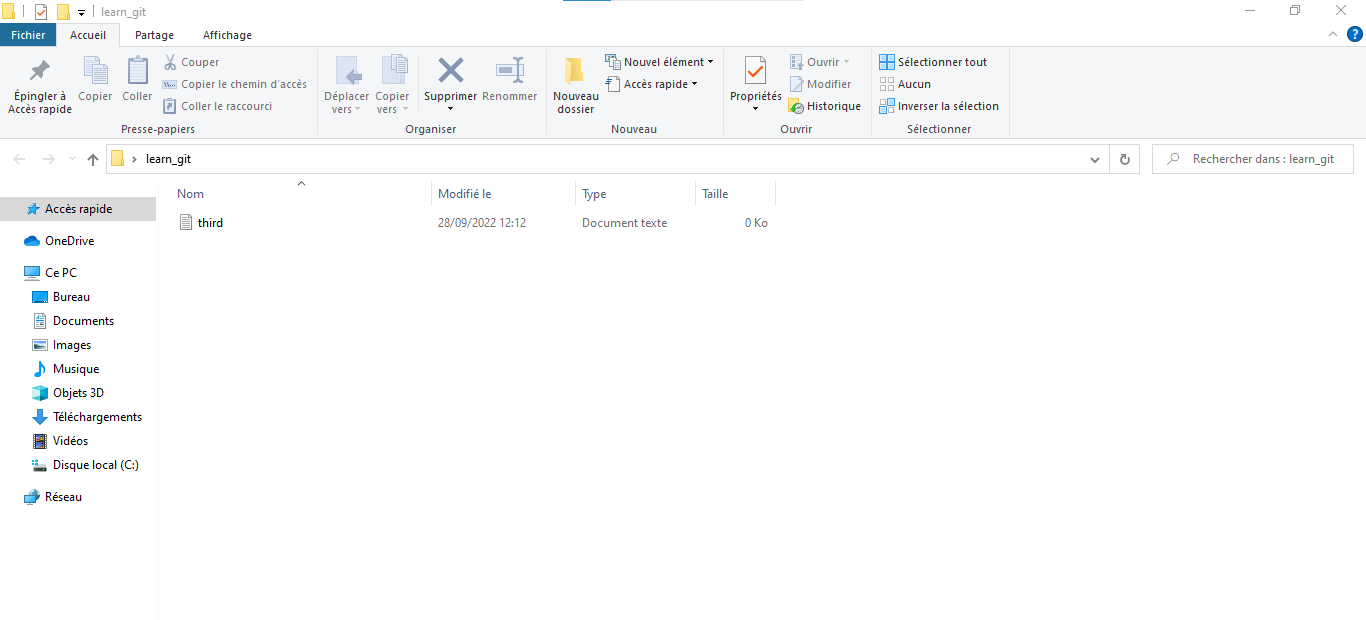 learn_git
Fichier Accueil Partage Affichage
Épingler à Accès rapide
Copier
Coller
Couper
Copier le chemin d'accès
Coller le raccourci
Presse-papiers
Déplacer vers
Copier vers
Supprimer
Renommer
Organiser
Nouveau dossier
Nouvel élément
Accès rapide
Nouveau
Propriétés
Ouvrir
Modifier
Historique
Ouvrir
Sélectionner tout
Aucun
Inverser la sélection
Sélectionner
learn_git
Rechercher dans : learn_git
Accès rapide
OneDrive
Ce PC
Bureau
Documents
Images
Musique
Objets 3D
Téléchargements
Vidéos
Disque local (C:)
Réseau
Nom Modifié le Type Taille
third 28/09/2022 12:12 Document texte 0 Ko